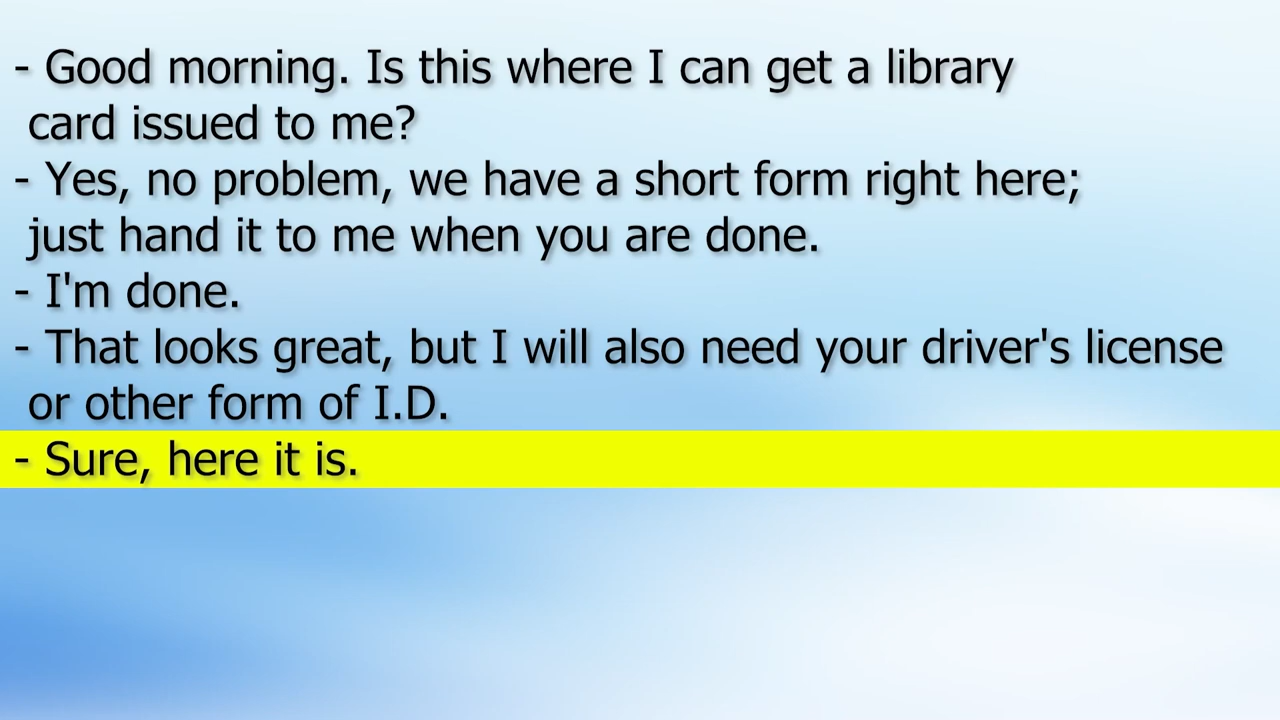 - Good morning. Is this where I can get a library
card issued to me?
- Yes, no problem, we have a short form right here;
just hand it to me when you are done.
- I'm done.
- That looks great, but I will also need your driver's license
or other form of I.D.
- Sure, here it is.